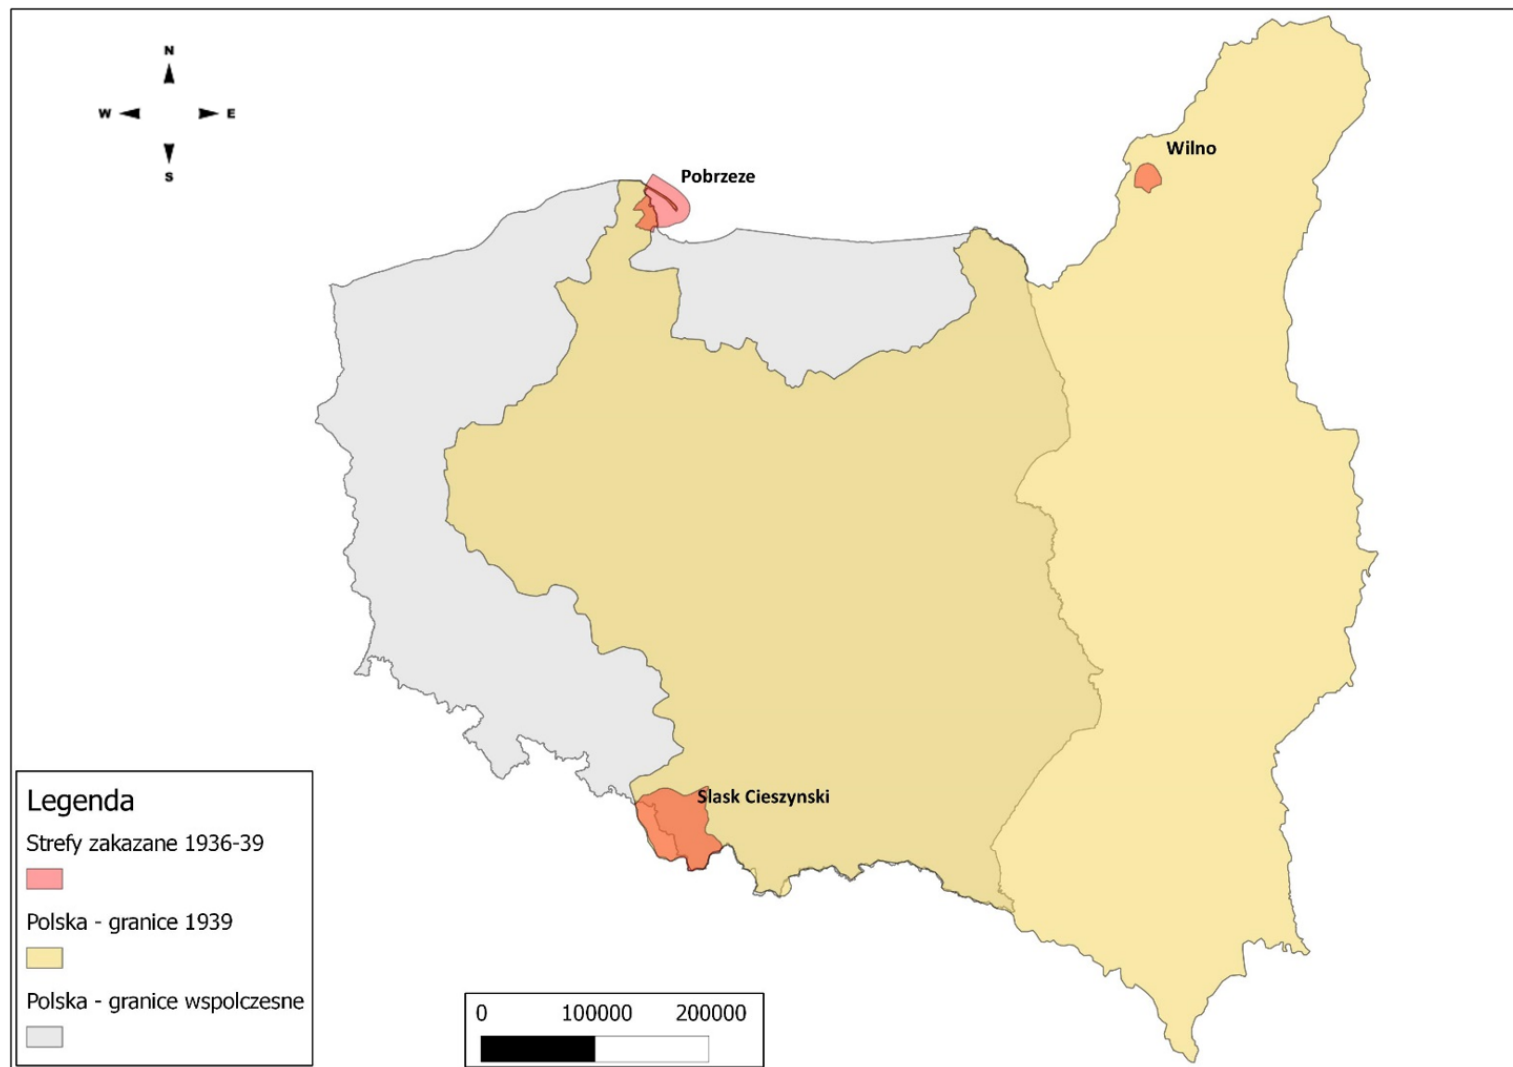 N
W E
S
Pobrzeze
Wilno
Slask Cieszynski
Legenda
Strefy zakazane 1936-39
Polska - granice 1939
Polska - granice wspolczesne
0 100000 200000